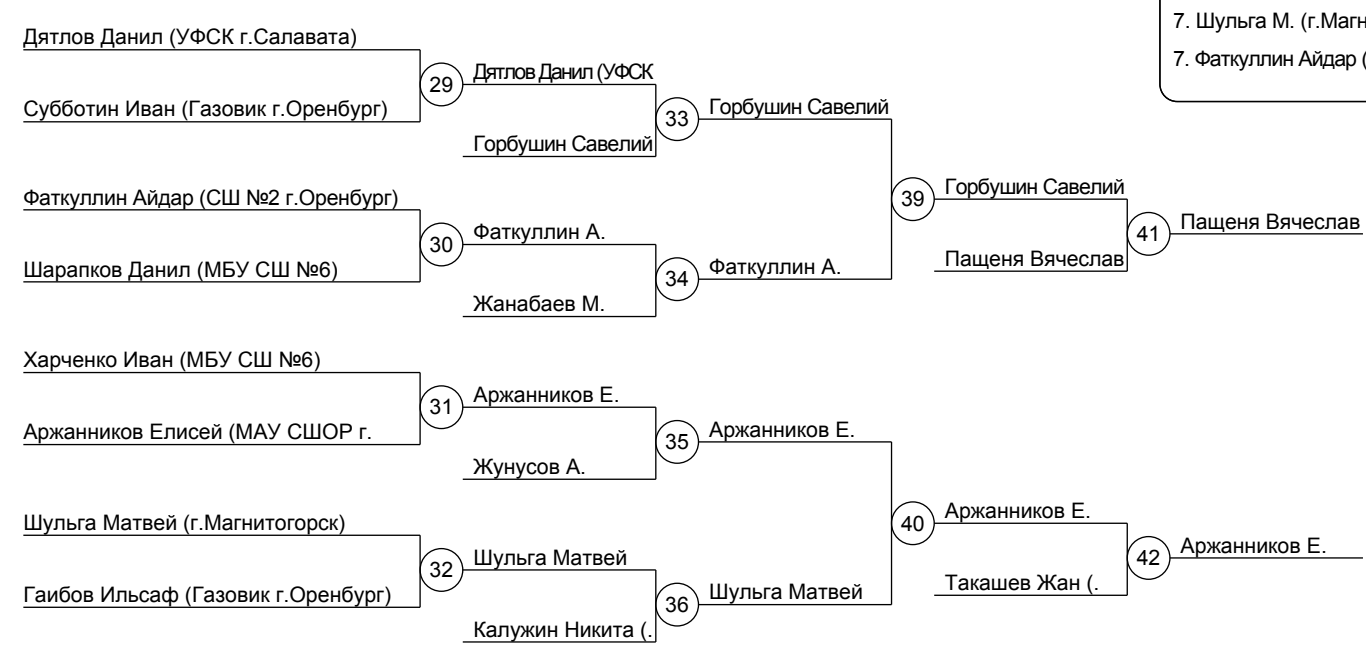 7. Шульга М. (г.Магн
7. Фаткуллин Айдар (
Дятлов Данил (УФСК г.Салавата)
29
Дятлов Данил (УФСК
Субботин Иван (Газовик г.Оренбург)
33
Горбушин Савелий
Горбушин Савелий
Фаткуллин Айдар (СШ №2 г.Оренбург)
39
Горбушин Савелий
30
Фаткуллин А.
41
Пащеня Вячеслав
Шарапков Данил (МБУ СШ №6)
34
Фаткуллин А.
Пащеня Вячеслав
Жанабаев М.
Харченко Иван (МБУ СШ №6)
31
Аржанников Е.
Аржанников Елисей (МАУ СШОР г.
35
Аржанников Е.
Жунусов А.
Шульга Матвей (г.Магнитогорск)
40
Аржанников Е.
32
Шульга Матвей
42
Аржанников Е.
Гаибов Ильсаф (Газовик г.Оренбург)
36
Шульга Матвей
Такашев Жан (.
Калужин Никита (.